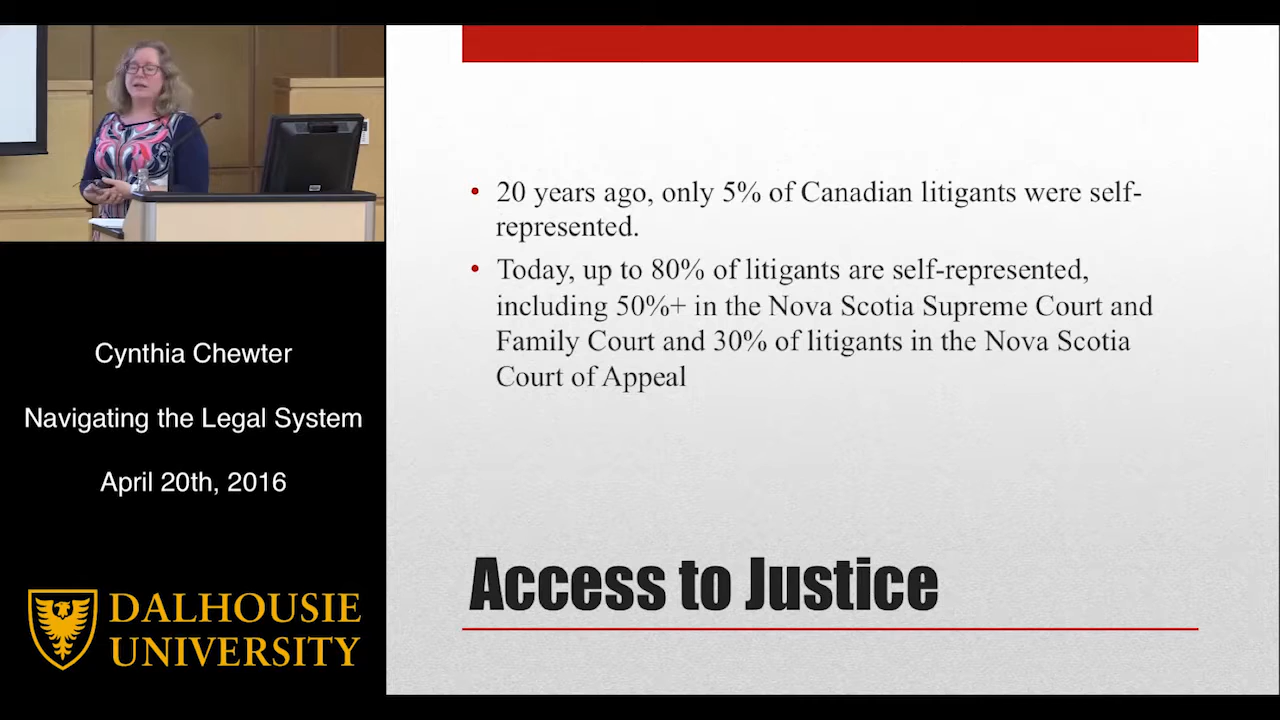 Cynthia Chewter
Navigating the Legal System
April 20th, 2016
DALHOUSIE
UNIVERSITY
• 20 years ago, only 5% of Canadian litigants were self-
represented.
• Today, up to 80% of litigants are self-represented,
including 50%+ in the Nova Scotia Supreme Court and
Family Court and 30% of litigants in the Nova Scotia
Court of Appeal
Access to Justice